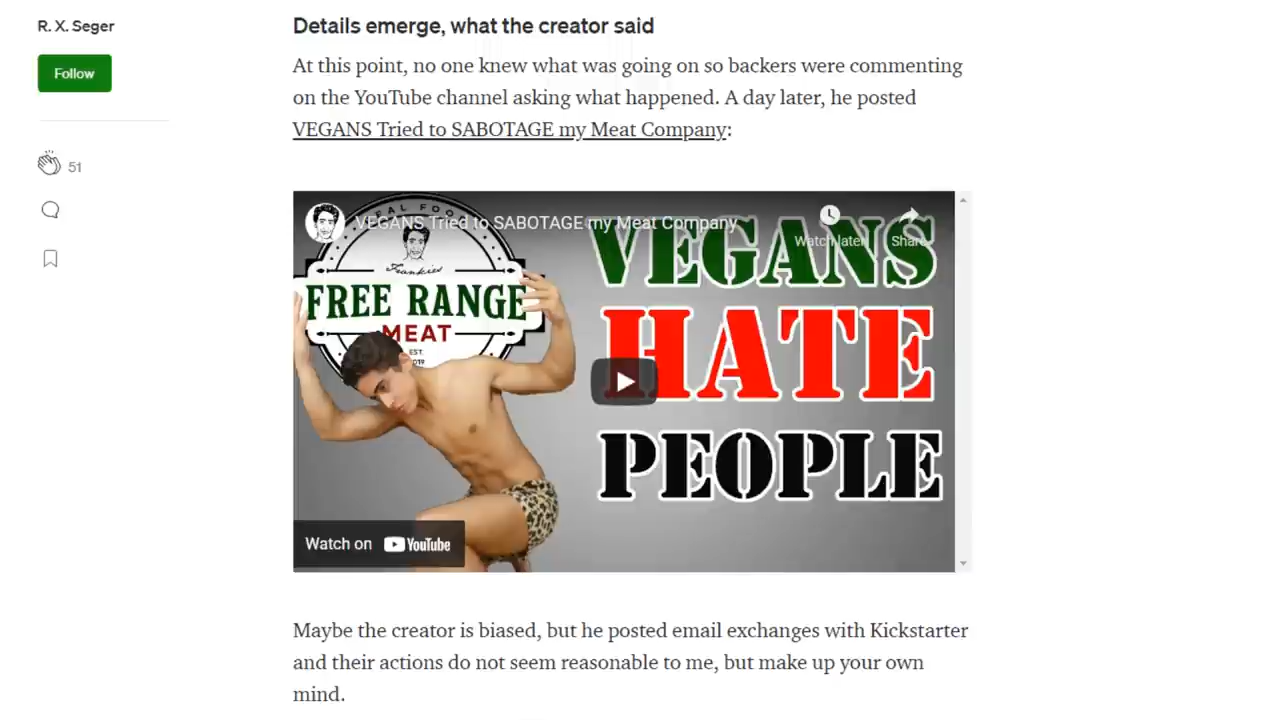 R. X. Seger
Follow
51
Details emerge, what the creator said
At this point, no one knew what was going on so backers were commenting
on the YouTube channel asking what happened. A day later, he posted
VEGANS Tried to SABOTAGE my Meat Company:
VEGANS Tried to SABOTAGE my Meat Company
Watch later
Share
Frankies
FREE RANGE
MEAT
EST.
VEGANS
HATE
PEOPLE
Watch on YouTube
Maybe the creator is biased, but he posted email exchanges with Kickstarter
and their actions do not seem reasonable to me, but make up your own
mind.